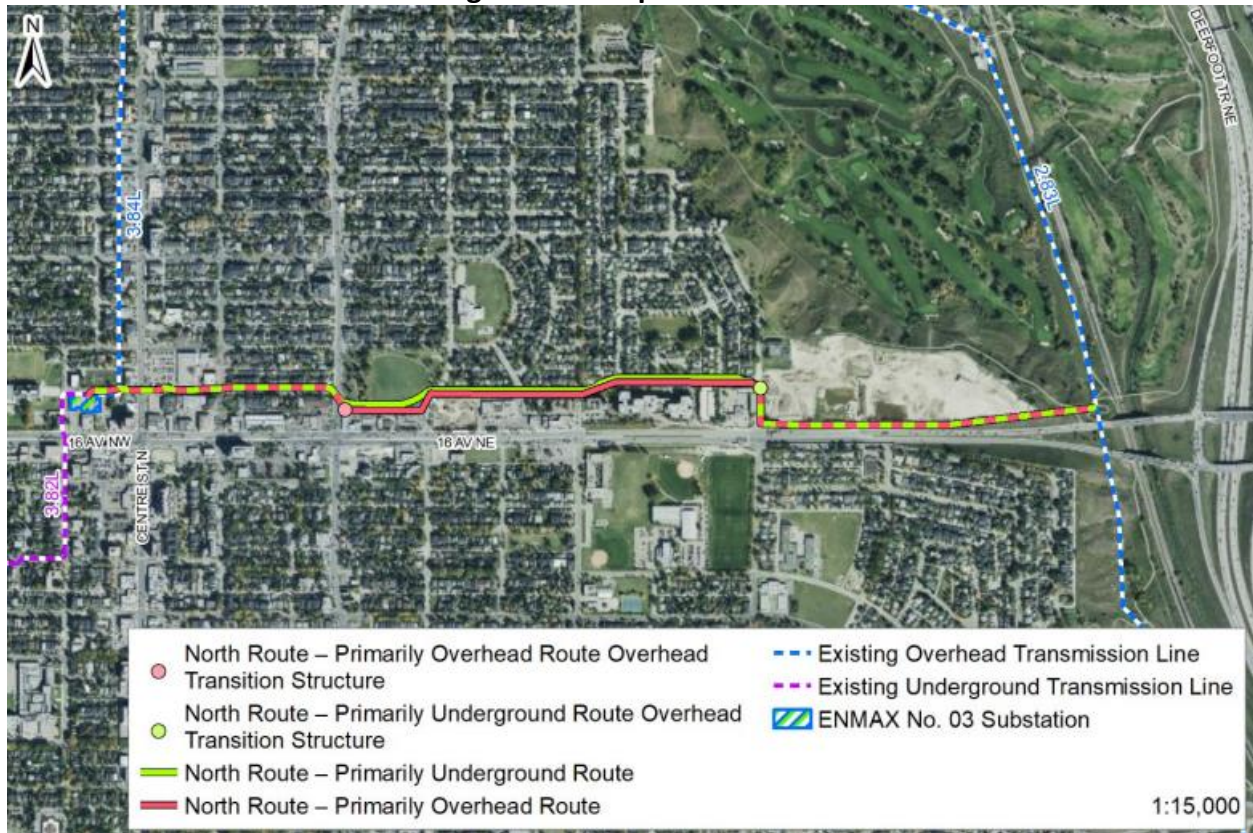 N
DEERFOOT TR NE
3.84L
2.83L
16 AV NW
16 AV NE
3.82L
CENTRE ST N
North Route – Primarily Overhead Route Overhead
Transition Structure
North Route – Primarily Underground Route Overhead
Transition Structure
North Route – Primarily Underground Route
North Route – Primarily Overhead Route
Existing Overhead Transmission Line
Existing Underground Transmission Line
ENMAX No. 03 Substation
1:15,000